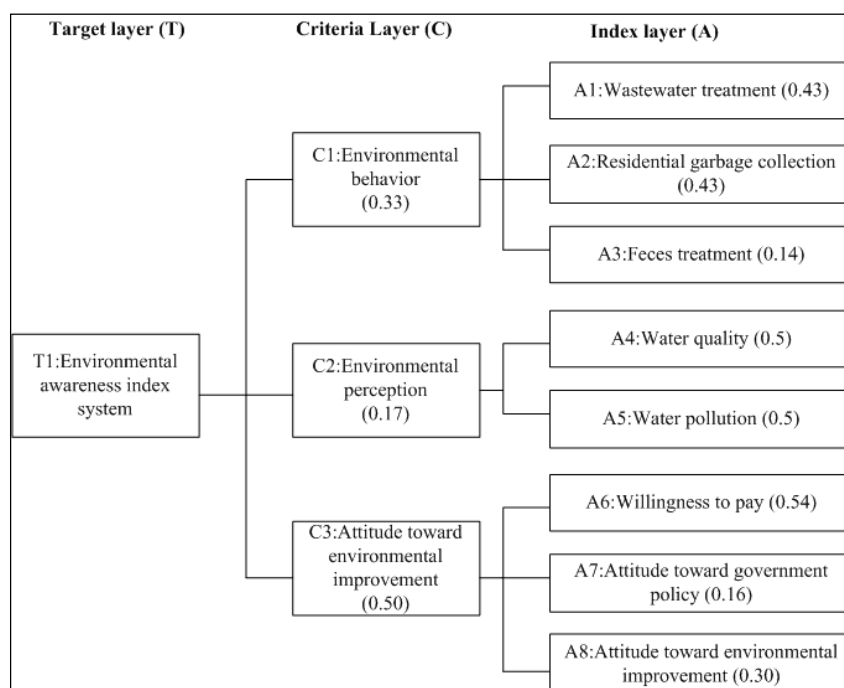 Target layer (T)
Criteria Layer (C)
Index layer (A)
T1:Environmental
awareness index
system
C1:Environmental
behavior
(0.33)
C2:Environmental
perception
(0.17)
C3:Attitude toward
environmental
improvement
(0.50)
A1:Wastewater treatment (0.43)
A2:Residential garbage collection
(0.43)
A3:Feces treatment (0.14)
A4:Water quality (0.5)
A5:Water pollution (0.5)
A6:Willingness to pay (0.54)
A7:Attitude toward government
policy (0.16)
A8:Attitude toward environmental
improvement (0.30)